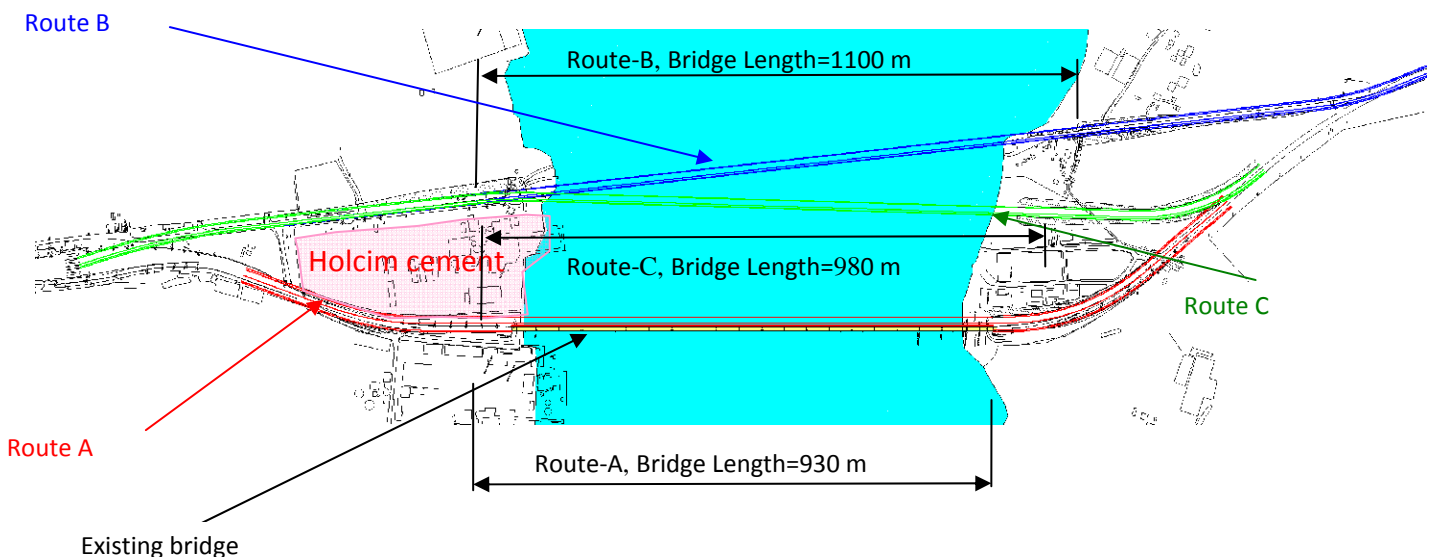 Route B
Route-B, Bridge Length=1100 m
Holcim cement
Route-C, Bridge Length=980 m
Route C
Route A
Route-A, Bridge Length=930 m
Existing bridge